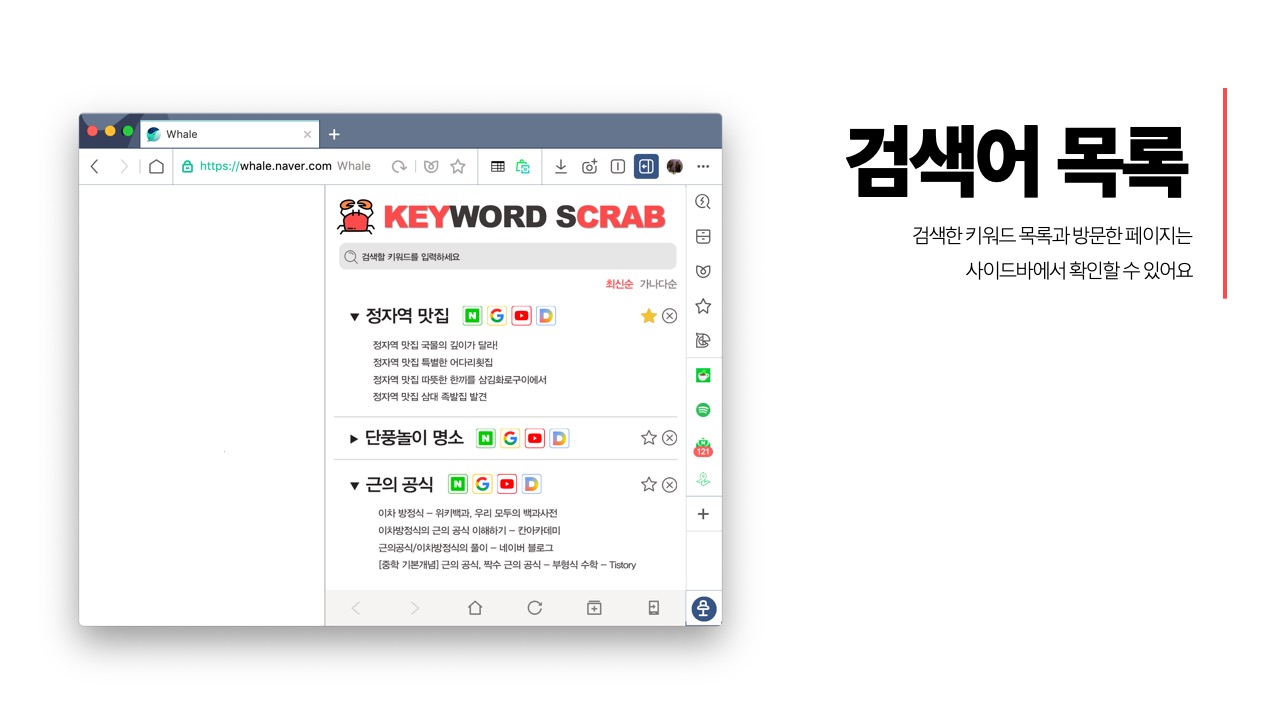 Whale
https://whale.naver.com Whale
KEYWORD SCRAB
검색할 키워드를 입력하세요
최신순 가나다순
정자역 맛집
정자역 맛집 국물의 깊이가 달라!
정자역 맛집 특별한 어다리횟집
정자역 맛집 따뜻한 한끼를 삼김화로구이에서
정자역 맛집 삼대 족발집 발견
단풍놀이 명소
근의 공식
이차 방정식 – 위키백과, 우리 모두의 백과사전
이차방정식의 근의 공식 이해하기 – 칸아카데미
근의공식/이차방정식의 풀이 – 네이버 블로그
[중학 기본개념] 근의 공식, 짝수 근의 공식 – 부형식 수학 – Tistory
121
검색어 목록
검색한 키워드 목록과 방문한 페이지는
사이드바에서 확인할 수 있어요